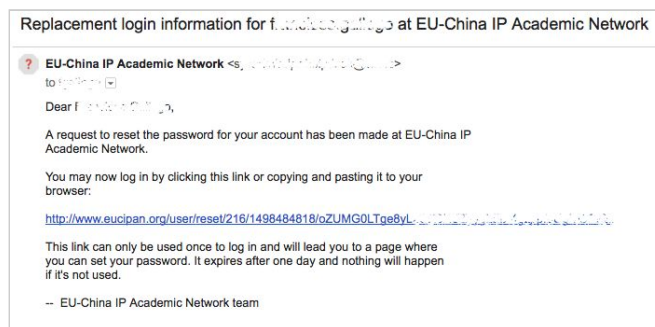 Replacement login information for at EU-China IP Academic Network
? EU-China IP Academic Network <s
to
Dear
A request to reset the password for your account has been made at EU-China IP
Academic Network.
You may now log in by clicking this link or copying and pasting it to your
browser:
http://www.eucipan.org/user/reset/216/1498484818/oZUMG0LTge8yL
This link can only be used once to log in and will lead you to a page where
you can set your password. It expires after one day and nothing will happen
if it's not used.
-- EU-China IP Academic Network team